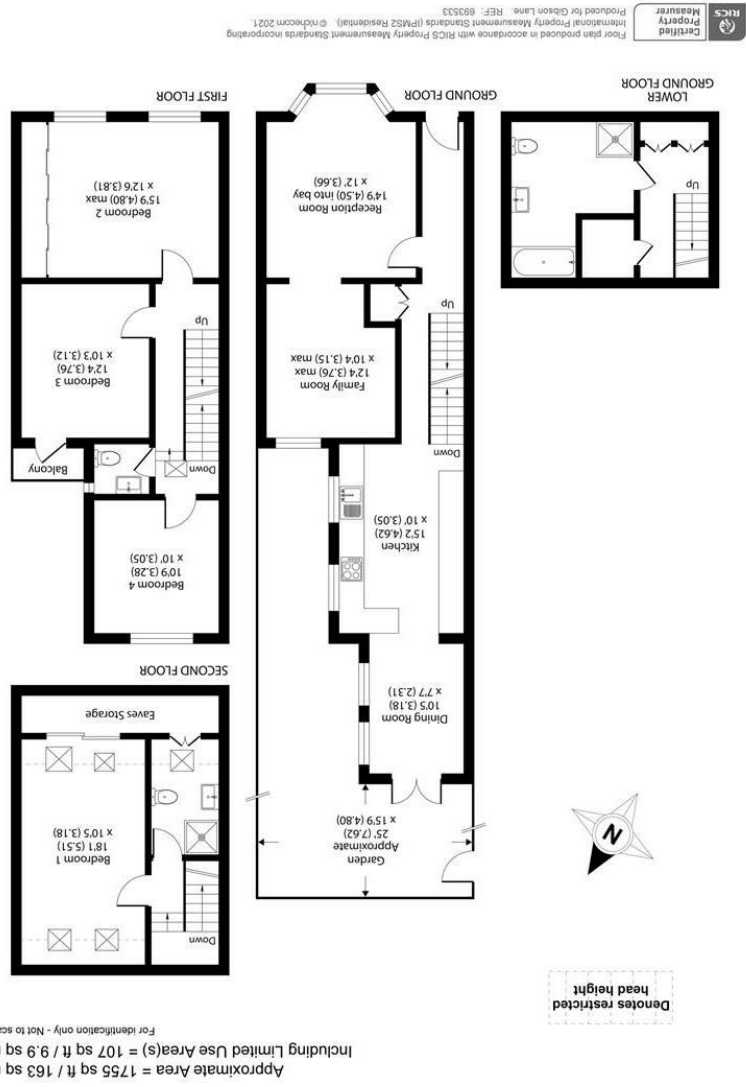 Approximate Area = 1755 sq ft / 163 sq
Including Limited Use Area(s) = 107 sq ft / 9.9 sq
For identification only - Not to sca
Denotes restricted
head height
N
Down
Bedroom 1
18'1 (5.51)
x 10'5 (3.18)
Eaves Storage
SECOND FLOOR
Garden
Approximate
25' (7.62)
x 15'9 (4.80)
Dining Room
10'5 (3.18)
x 7'7 (2.31)
Kitchen
15'2 (4.62)
x 10' (3.05)
Down
Family Room
12'4 (3.76) max
x 10'4 (3.15) max
Up
Reception Room
14'9 (4.50) into bay
x 12' (3.66)
GROUND FLOOR
Bedroom 4
10'9 (3.28)
x 10' (3.05)
Down
Balcony
Bedroom 3
12'4 (3.76)
x 10'3 (3.12)
Up
Bedroom 2
15'9 (4.80) max
x 12'6 (3.81)
FIRST FLOOR
Up
LOWER
GROUND FLOOR
RICS
Certified
Property
Measurer
Floor plan produced in accordance with RICS Property Measurement Standards incorporating
International Property Measurement Standards (IPMS2 Residential). © nichecom 2021.
Produced for Gibson Lane. REF: 693533